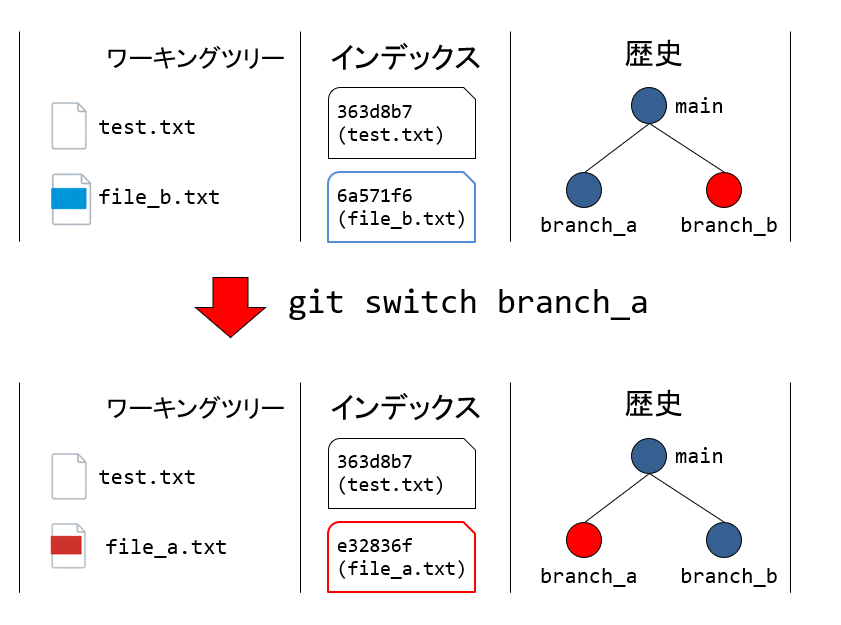 ワーキングツリー
インデックス
歴史
test.txt
file_b.txt
363d8b7
(test.txt)
6a571f6
(file_b.txt)
main
branch_a
branch_b
git switch branch_a
ワーキングツリー
インデックス
歴史
test.txt
file_a.txt
363d8b7
(test.txt)
e32836f
(file_a.txt)
main
branch_a
branch_b